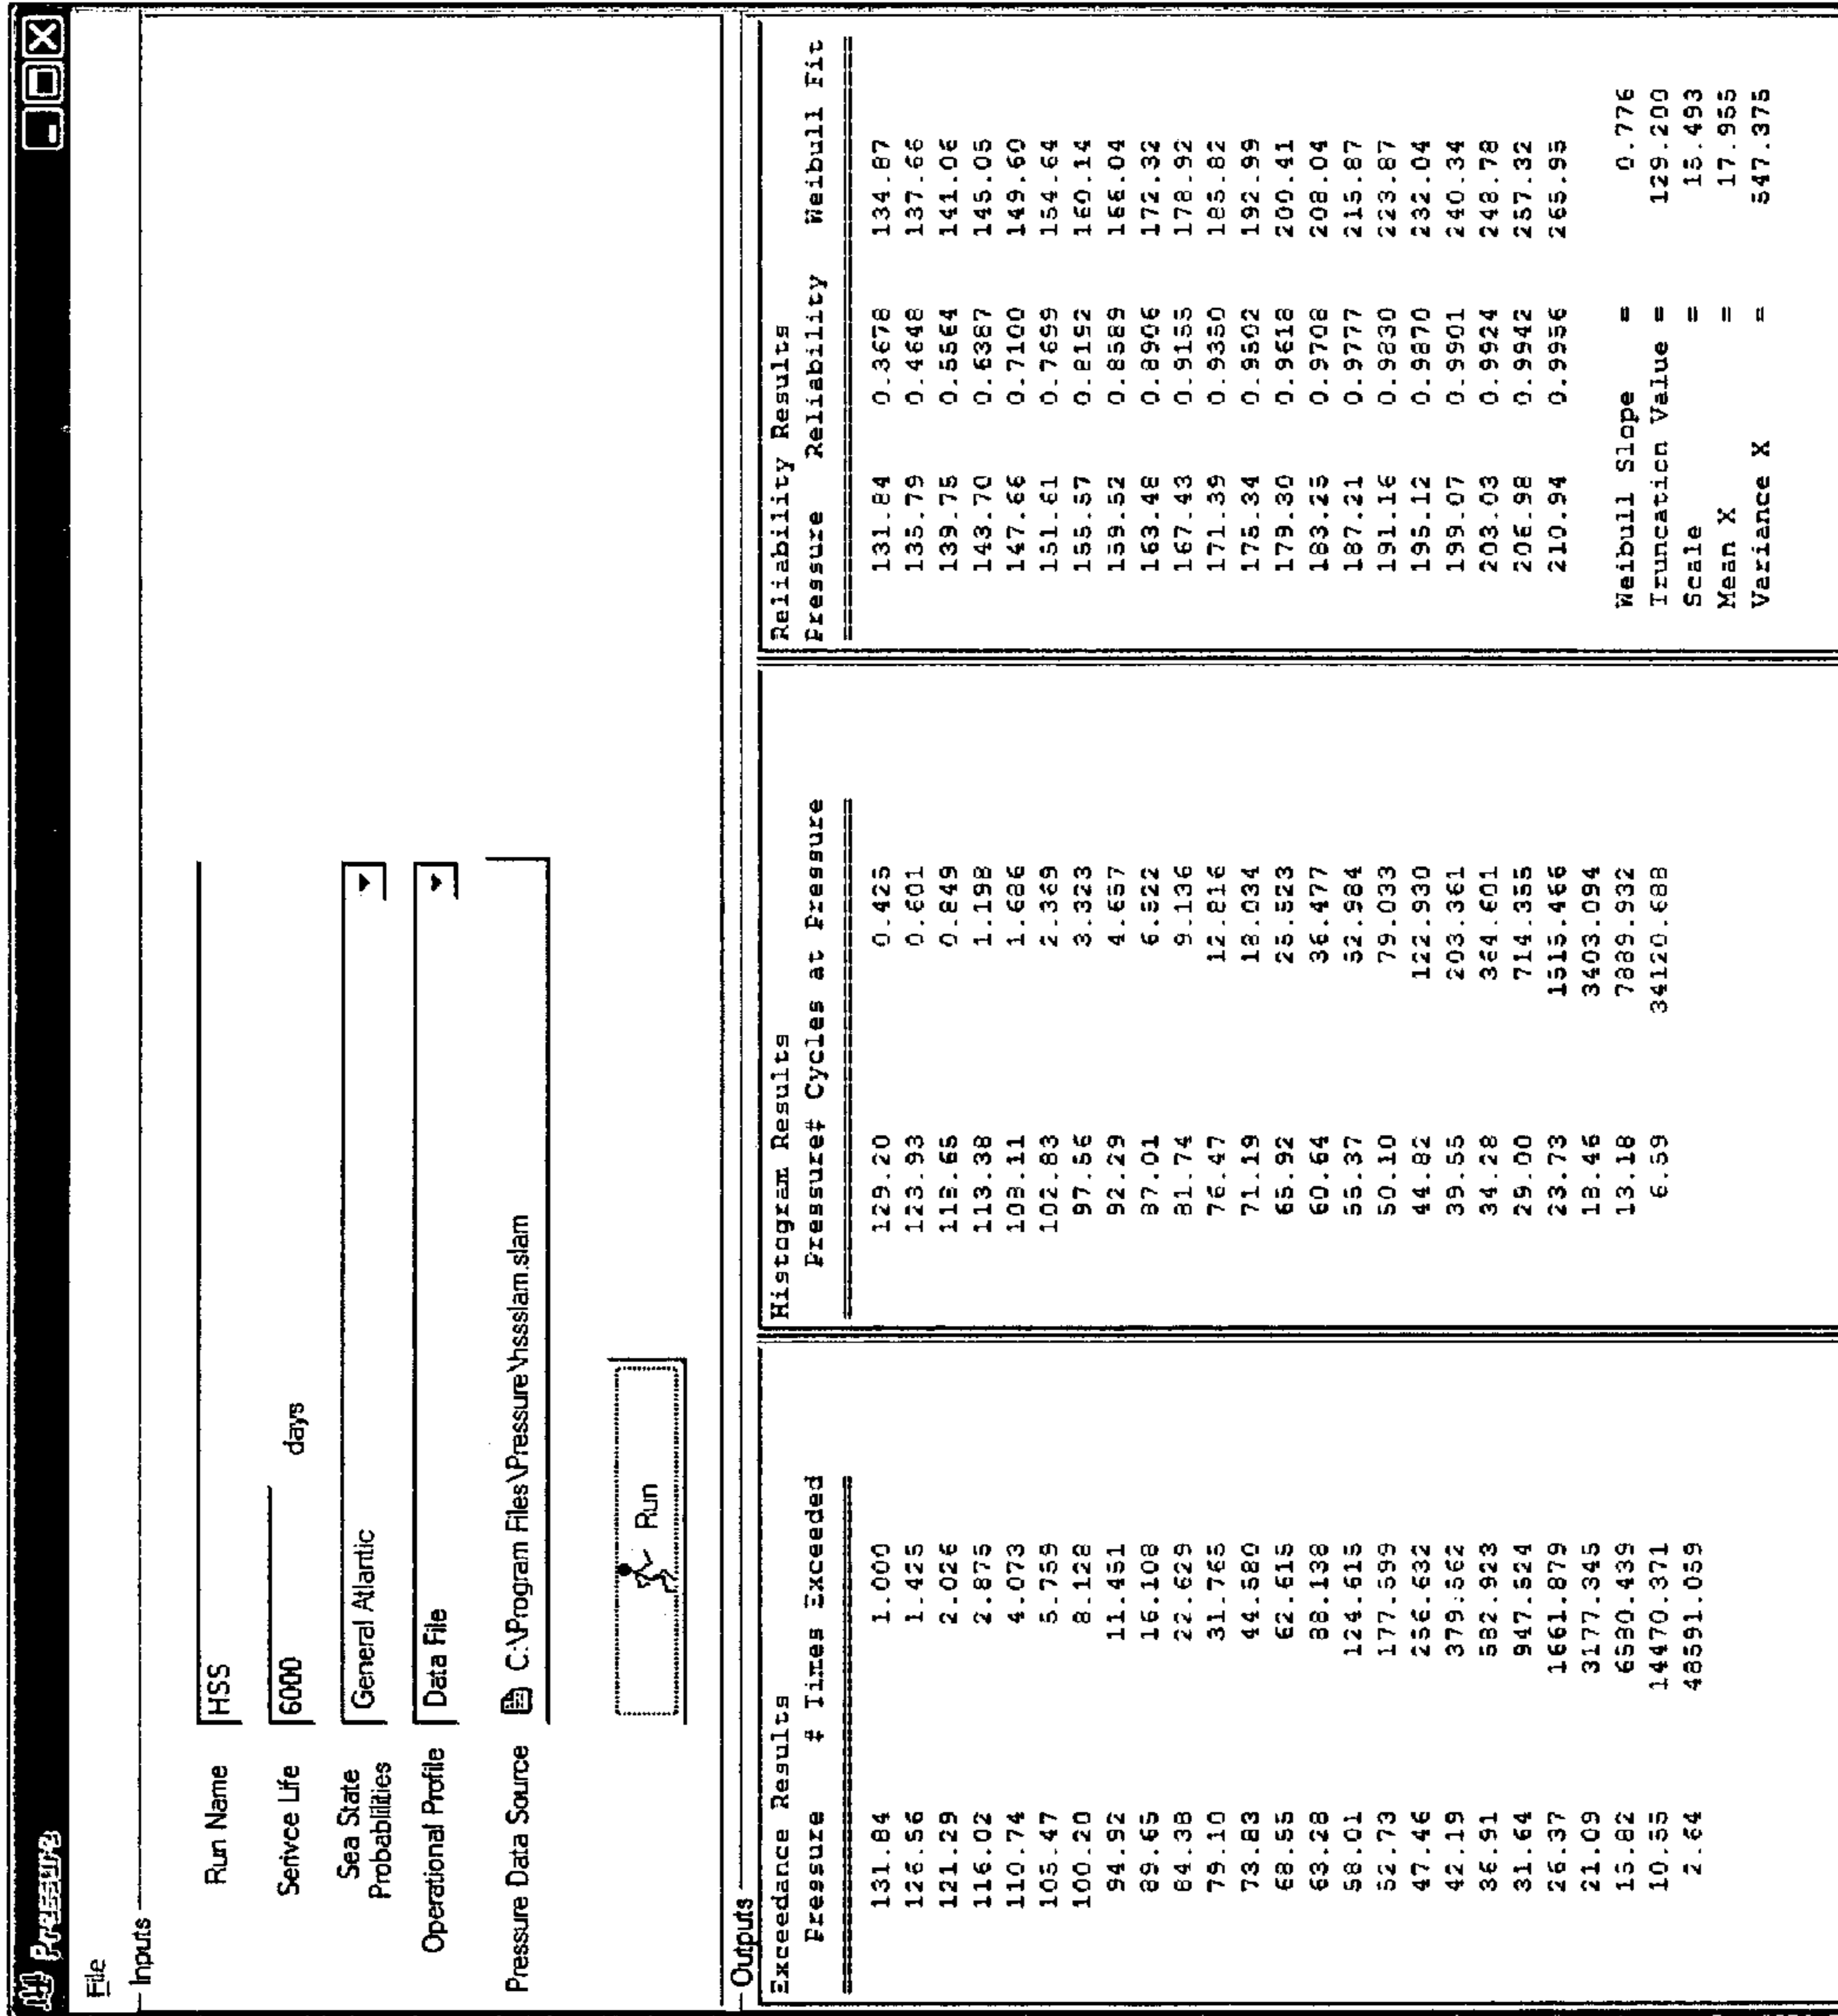 Pressure
File
Inputs
Run Name HSS
Serivce Life 6000 days
Sea State
Probabilities General Atlantic
Operational Profile Data File
Pressure Data Source C:\Program Files\Pressure\hssslam.slam
Run
Outputs
Exceedance Results
Pressure # Times Exceeded
131.84 1.000
126.56 1.425
121.29 2.026
116.02 2.875
110.74 4.073
105.47 5.759
100.20 8.128
94.92 11.451
89.65 16.108
84.38 22.629
79.10 31.765
73.83 44.580
68.55 62.615
63.28 88.138
58.01 124.615
52.73 177.599
47.46 256.632
42.19 379.562
36.91 582.923
31.64 947.524
26.37 1661.879
21.09 3177.345
15.82 6580.439
10.55 14470.371
2.64 48591.059
Histogram Results
Pressure# Cycles at Pressure
129.20 0.425
123.93 0.601
118.65 0.849
113.38 1.198
108.11 1.686
102.83 2.369
97.56 3.323
92.29 4.657
87.01 6.522
81.74 9.136
76.47 12.816
71.19 18.034
65.92 25.523
60.64 36.477
55.37 52.984
50.10 79.033
44.82 122.930
39.55 203.361
34.28 364.601
29.00 714.355
23.73 1515.466
18.46 3403.094
13.18 7889.932
6.59 34120.688
Reliability Results
Pressure Reliability Weibull Fit
131.84 0.3678 134.87
135.79 0.4648 137.66
139.75 0.5564 141.06
143.70 0.6387 145.05
147.66 0.7100 149.60
151.61 0.7699 154.64
155.57 0.8192 160.14
159.52 0.8589 166.04
163.48 0.8906 172.32
167.43 0.9155 178.92
171.39 0.9350 185.82
175.34 0.9502 192.99
179.30 0.9618 200.41
183.25 0.9708 208.04
187.21 0.9777 215.87
191.16 0.9830 223.87
195.12 0.9870 232.04
199.07 0.9901 240.34
203.03 0.9924 248.78
206.98 0.9942 257.32
210.94 0.9956 265.95
Weibull Slope = 0.776
Truncation Value = 129.200
Scale = 15.493
Mean X = 17.955
Variance X = 547.375